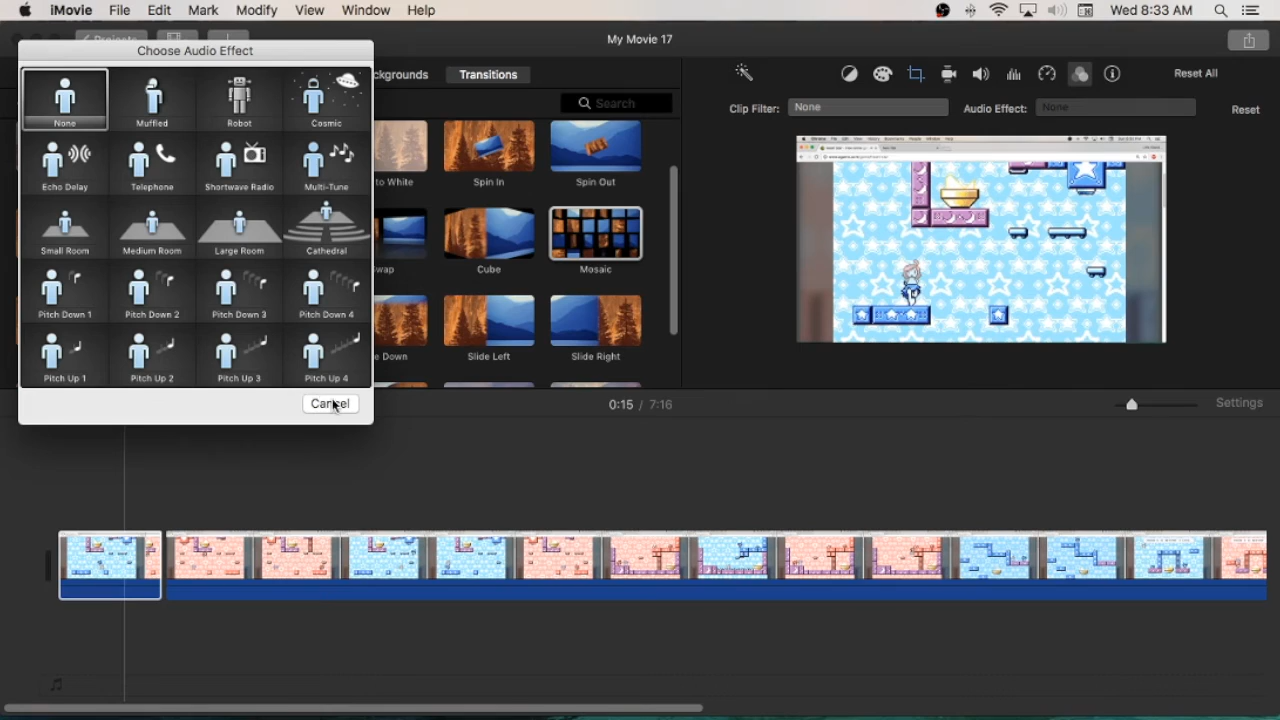 iMovie File Edit Mark Modify View Window Help Wed 8:33 AM
Projects
My Movie 17
Choose Audio Effect
None Muffled Robot Cosmic
Echo Delay Telephone Shortwave Radio Multi-Tune
Small Room Medium Room Large Room Cathedral
Pitch Down 1 Pitch Down 2 Pitch Down 3 Pitch Down 4
Pitch Up 1 Pitch Up 2 Pitch Up 3 Pitch Up 4
Cancel
ckgrounds Transitions
Search
to White Spin In Spin Out
wap Cube Mosaic
e Down Slide Left Slide Right
Reset All
Clip Filter: None Audio Effect: None Reset
0:15 / 7:16 Settings